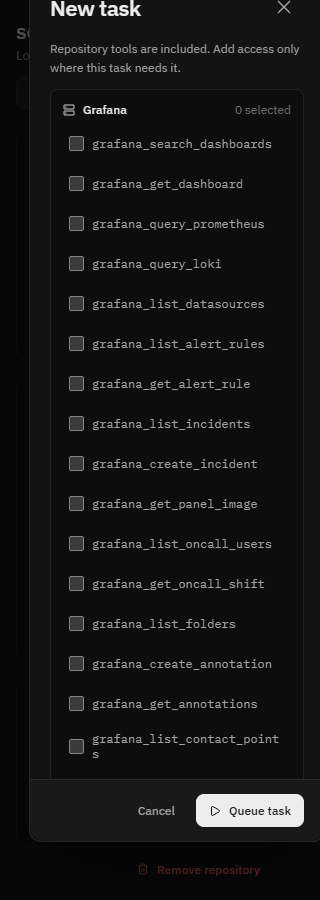 New task
Repository tools are included. Add access only
where this task needs it.
Grafana 0 selected
grafana_search_dashboards
grafana_get_dashboard
grafana_query_prometheus
grafana_query_loki
grafana_list_datasources
grafana_list_alert_rules
grafana_get_alert_rule
grafana_list_incidents
grafana_create_incident
grafana_get_panel_image
grafana_list_oncall_users
grafana_get_oncall_shift
grafana_list_folders
grafana_create_annotation
grafana_get_annotations
grafana_list_contact_point
s
Cancel Queue task
Remove repository